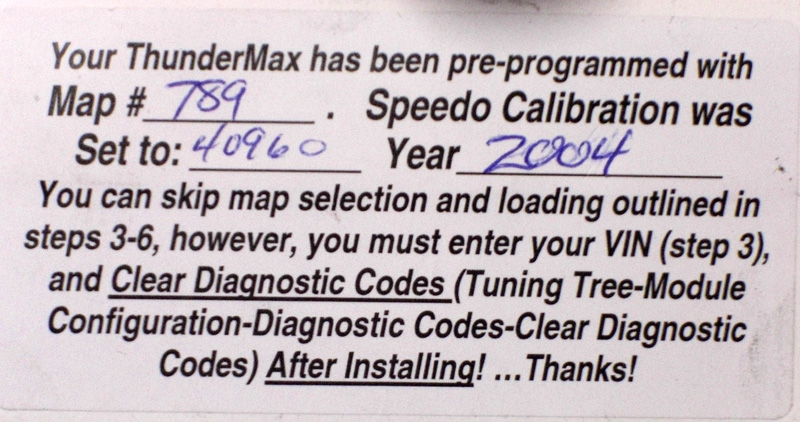 Your ThunderMax has been pre-programmed with
Map # 789 . Speedo Calibration was
Set to: 40960 Year 2004
You can skip map selection and loading outlined in
steps 3-6, however, you must enter your VIN (step 3),
and Clear Diagnostic Codes (Tuning Tree-Module
Configuration-Diagnostic Codes-Clear Diagnostic
Codes) After Installing! ...Thanks!